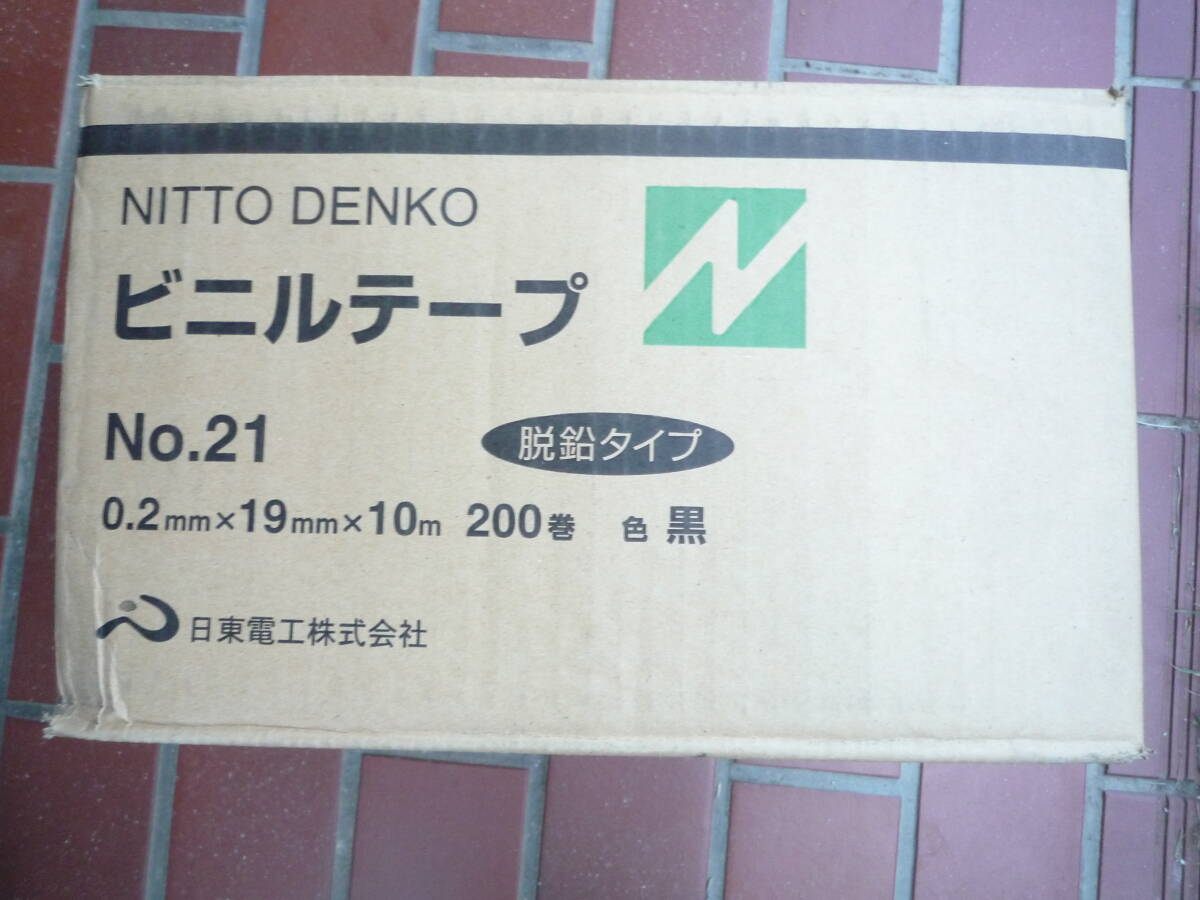 NITTO DENKO
ビニルテープ
No.21 脱鉛タイプ
0.2mm×19mm×10m 200巻 色 黒
日東電工株式会社